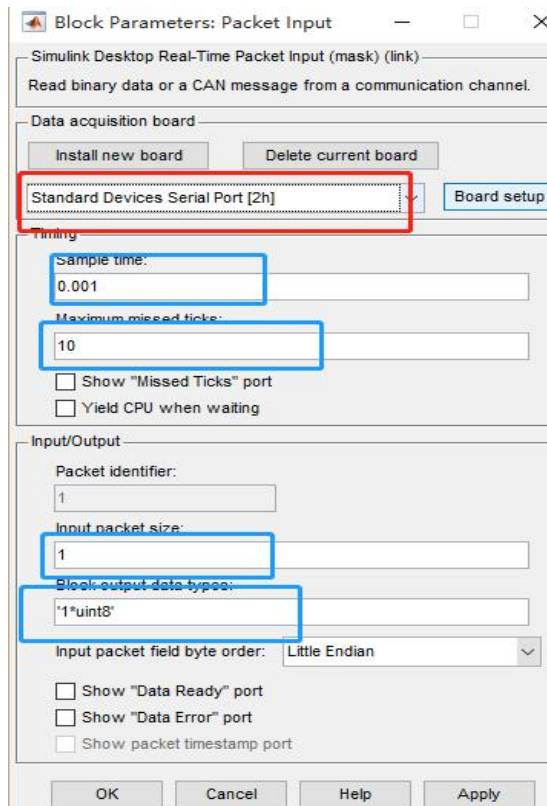 Block Parameters: Packet Input
Simulink Desktop Real-Time Packet Input (mask) (link)
Read binary data or a CAN message from a communication channel.
Data acquisition board
Install new board Delete current board
Standard Devices Serial Port [2h] Board setup
Timing
Sample time:
0.001
Maximum missed ticks:
10
Show "Missed Ticks" port
Yield CPU when waiting
Input/Output
Packet identifier:
1
Input packet size:
1
Block output data types:
'1*uint8'
Input packet field byte order: Little Endian
Show "Data Ready" port
Show "Data Error" port
Show packet timestamp port
OK Cancel Help Apply